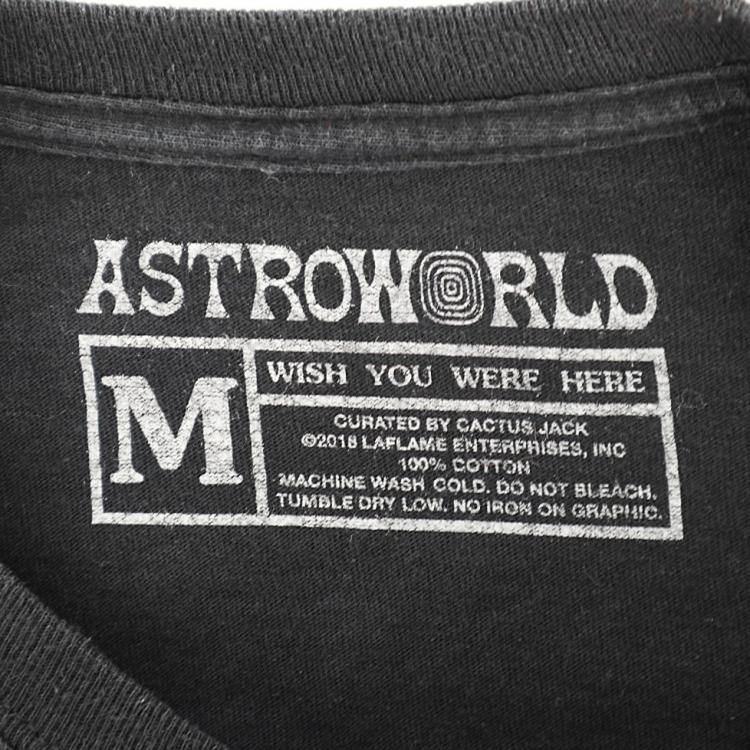 ASTROWORLD
M
WISH YOU WERE HERE
CURATED BY CACTUS JACK
©2018 LAFLAME ENTERPRISES, INC
100% COTTON
MACHINE WASH COLD. DO NOT BLEACH.
TUMBLE DRY LOW. NO IRON ON GRAPHIC.